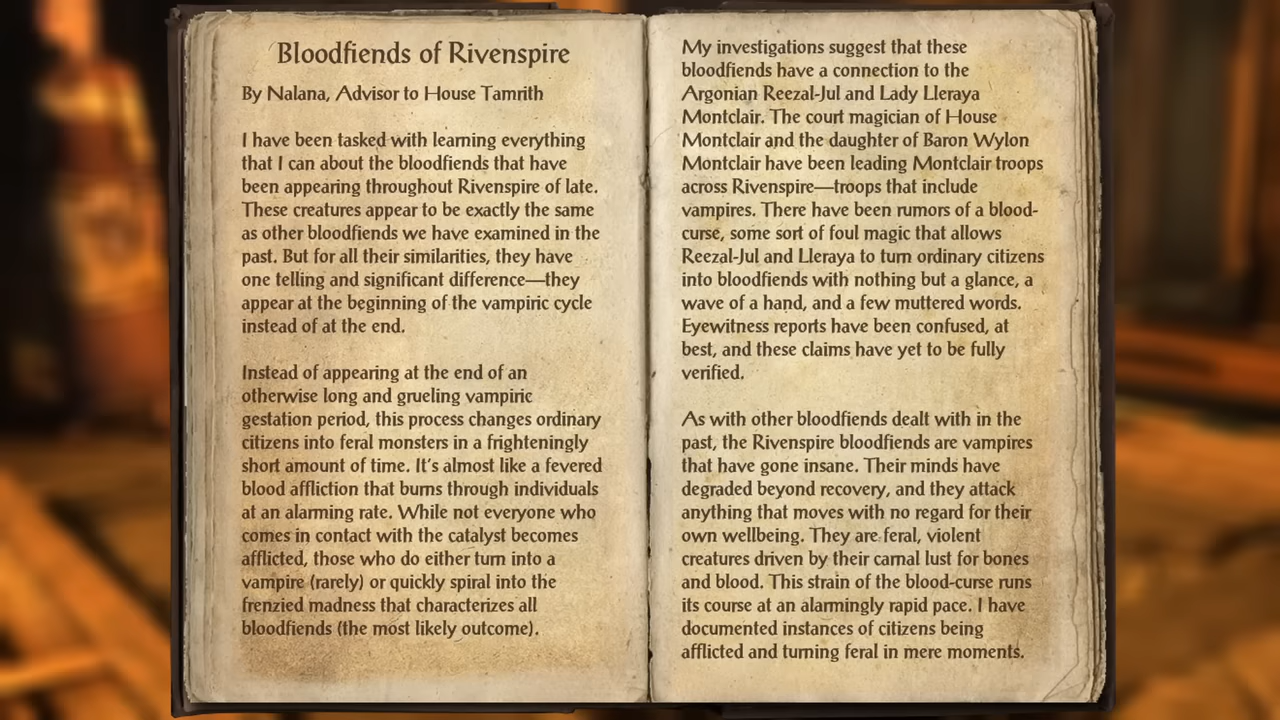 Bloodfiends of Rivenspire
By Nalana, Advisor to House Tamrith
I have been tasked with learning everything
that I can about the bloodfiends that have
been appearing throughout Rivenspire of late.
These creatures appear to be exactly the same
as other bloodfiends we have examined in the
past. But for all their similarities, they have
one telling and significant difference—they
appear at the beginning of the vampiric cycle
instead of at the end.
Instead of appearing at the end of an
otherwise long and grueling vampiric
gestation period, this process changes ordinary
citizens into feral monsters in a frighteningly
short amount of time. It's almost like a fevered
blood affliction that burns through individuals
at an alarming rate. While not everyone who
comes in contact with the catalyst becomes
afflicted, those who do either turn into a
vampire (rarely) or quickly spiral into the
frenzied madness that characterizes all
bloodfiends (the most likely outcome).
My investigations suggest that these
bloodfiends have a connection to the
Argonian Reezal-Jul and Lady Lleraya
Montclair. The court magician of House
Montclair and the daughter of Baron Wylon
Montclair have been leading Montclair troops
across Rivenspire—troops that include
vampires. There have been rumors of a blood-
curse, some sort of foul magic that allows
Reezal-Jul and Lleraya to turn ordinary citizens
into bloodfiends with nothing but a glance, a
wave of a hand, and a few muttered words.
Eyewitness reports have been confused, at
best, and these claims have yet to be fully
verified.
As with other bloodfiends dealt with in the
past, the Rivenspire bloodfiends are vampires
that have gone insane. Their minds have
degraded beyond recovery, and they attack
anything that moves with no regard for their
own wellbeing. They are feral, violent
creatures driven by their carnal lust for bones
and blood. This strain of the blood-curse runs
its course at an alarmingly rapid pace. I have
documented instances of citizens being
afflicted and turning feral in mere moments.